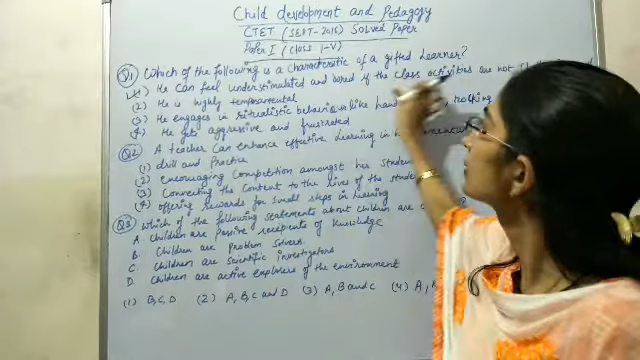 Child development and Pedagogy
CTET (SEPT-2016) Solved Paper
Paper I (Class I-V)
Q1 Which of the following is a characteristic of a gifted Learner?
(1) He can feel understimulated and bored if the class activities are not
(2) He is highly temperamental
(3) He engages in ritualistic behaviour like hand rocking
(4) He gets aggressive and frustrated
Q2 A teacher can enhance effective learning in h
(1) drill and practice
(2) Encouraging Competition amongst her studen
(3) Connecting the content to the lives of the stude
(4) offering rewards for small steps in learning
Q3 Which of the following statements about children are c ?
A Children are passive recepients of Knowledge
B. Children are problem solvers
C Children are scientific investigators
D. Children are active explorers of the environment
(1) B, C, D (2) A, B, C and D (3) A, B and C (4) A,